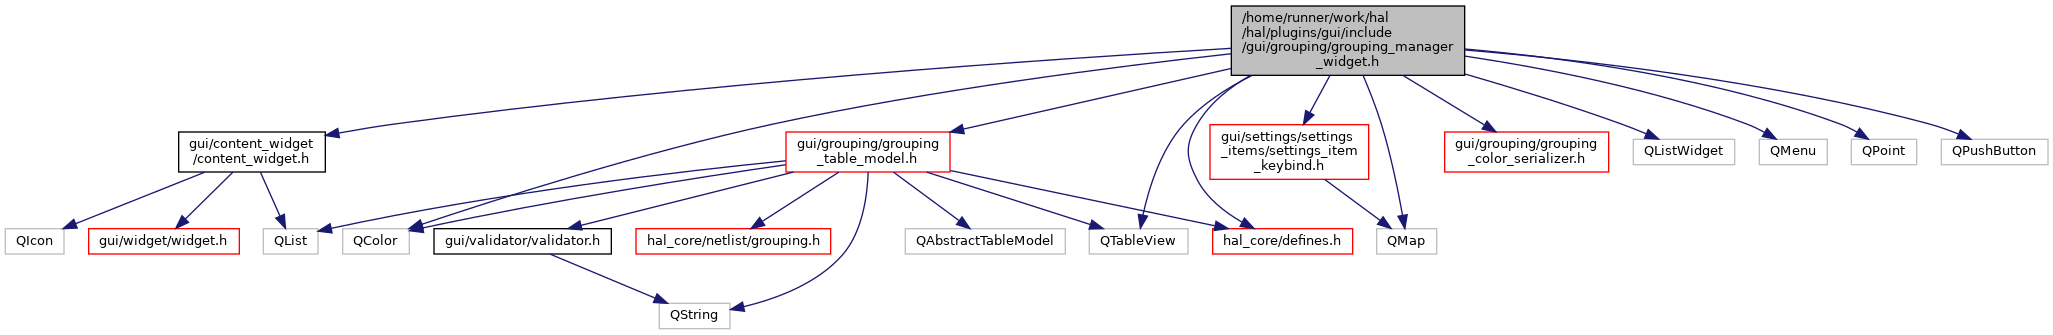 /home/runner/work/hal
/hal/plugins/gui/include
/gui/grouping/grouping_manager
_widget.h
gui/content_widget
/content_widget.h
gui/grouping/grouping
_table_model.h
gui/settings/settings
_items/settings_item
_keybind.h
gui/grouping/grouping
_color_serializer.h
QListWidget
QMenu
QPoint
QPushButton
QIcon
gui/widget/widget.h
QList
QColor
gui/validator/validator.h
hal_core/netlist/grouping.h
QAbstractTableModel
QTableView
hal_core/defines.h
QMap
QString